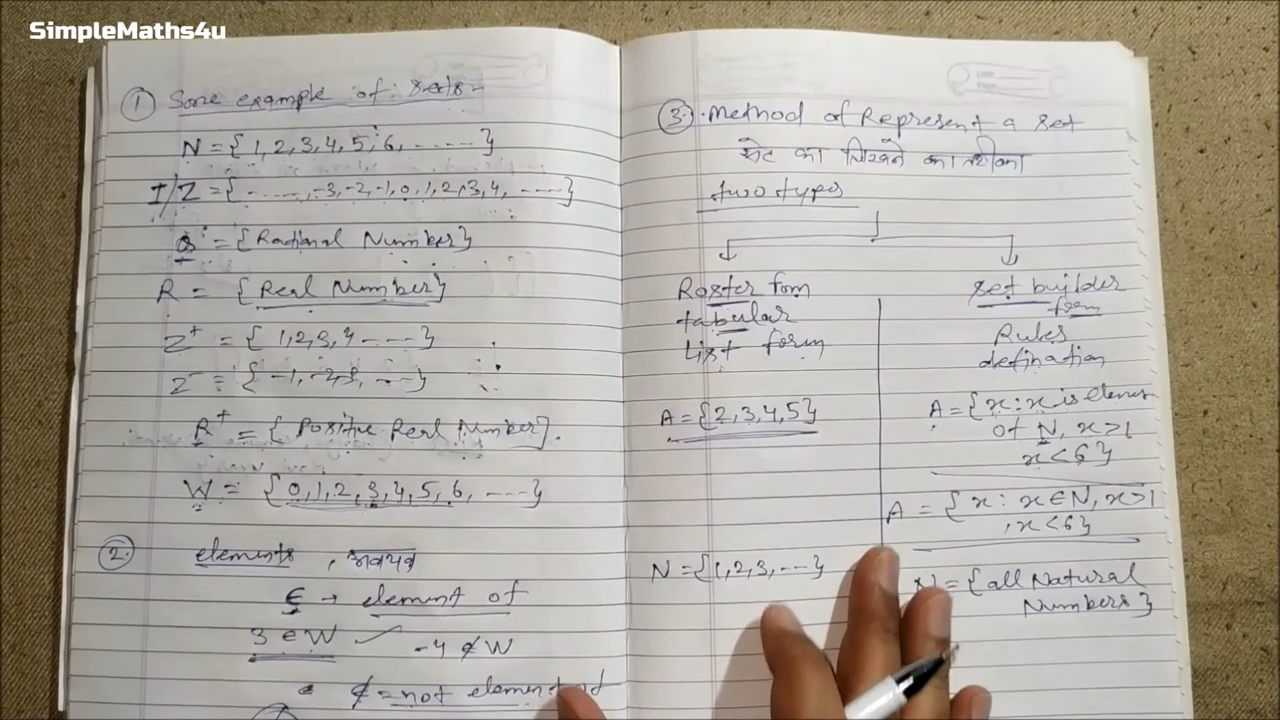 SimpleMaths4u
① Some example of: sets-
N = { 1, 2, 3, 4, 5, 6, ...... }
I/Z = { ......, -3, -2, -1, 0, 1, 2, 3, 4, ...... }
Q = { Rational Number }
R = { Real Number }
Z⁺ = { 1, 2, 3, 4 ...... }
Z⁻ = { -1, -2, 3, .... }
R⁺ = { Positive Real Number }.
W = { 0, 1, 2, 3, 4, 5, 6, ..... }
② elements, अवयव
∈ → element of
3 ∈ W ✓ -4 ∉ W
∉ = not element of
③ . Method of Represent a set
सेट का लिखने का तरीका
two types
Roster fom
tabular
List form
A = {2, 3, 4, 5}
N = {1, 2, 3, ....}
set builder
form
Rules
defination
A = { x : x is elemen
of N, x > 1
x < 6 }
A = { x : x ∈ N, x > 1
, x < 6 }
N = { all Natural
Numbers }